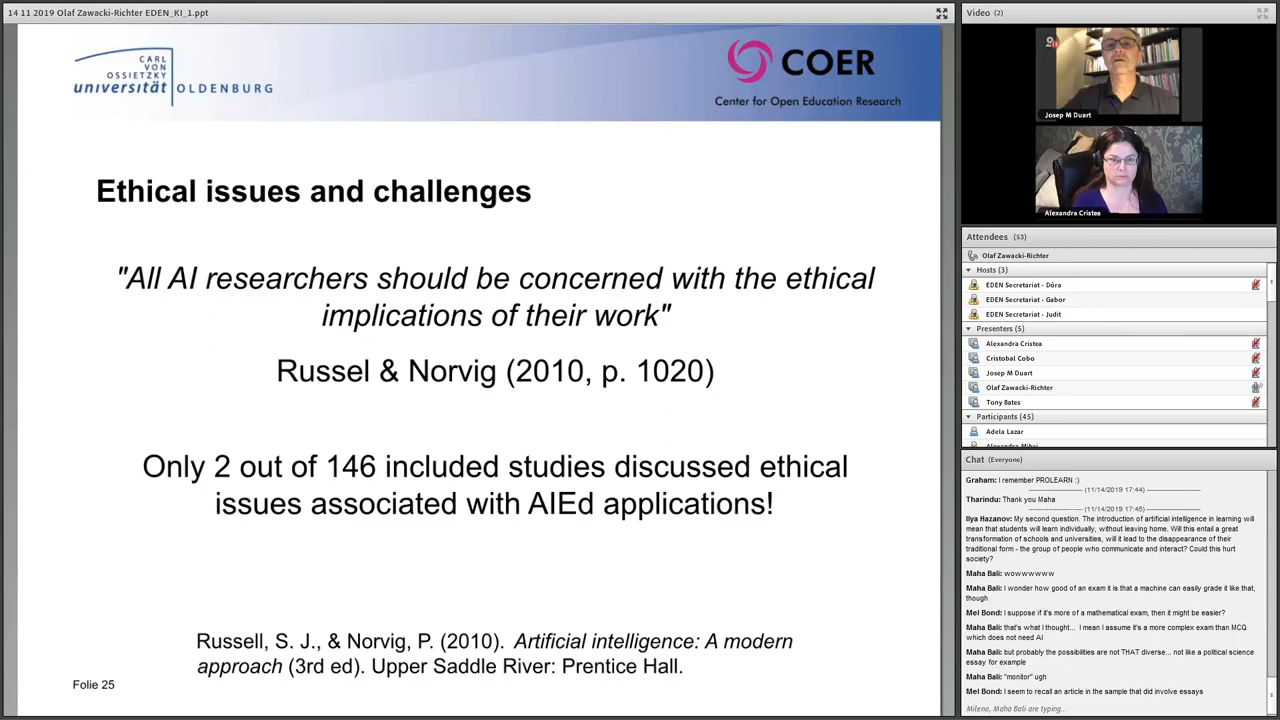 14 11 2019 Olaf Zawacki-Richter EDEN_KI_1.ppt
CARL
VON
OSSIETZKY
universität OLDENBURG
COER
Center for Open Education Research
Ethical issues and challenges
"All AI researchers should be concerned with the ethical
implications of their work"
Russel & Norvig (2010, p. 1020)
Only 2 out of 146 included studies discussed ethical
issues associated with AIEd applications!
Russell, S. J., & Norvig, P. (2010). Artificial intelligence: A modern
approach (3rd ed). Upper Saddle River: Prentice Hall.
Folie 25
Video (2)
Josep M Duart
Alexandra Cristea
Attendees (53)
Olaf Zawacki-Richter
Hosts (3)
EDEN Secretariat - Dóra
EDEN Secretariat - Gabor
EDEN Secretariat - Judit
Presenters (5)
Alexandra Cristea
Cristobal Cobo
Josep M Duart
Olaf Zawacki-Richter
Tony Bates
Participants (45)
Adela Lazar
Alexandra Mihai
Chat (Everyone)
Graham: I remember PROLEARN :)
(11/14/2019 17:44)
Tharindu: Thank you Maha
(11/14/2019 17:45)
Ilya Hazanov: My second question. The introduction of artificial intelligence in learning will
mean that students will learn individually, without leaving home. Will this entail a great
transformation of schools and universities, will it lead to the disappearance of their
traditional form - the group of people who communicate and interact? Could this hurt
society?
Maha Bali: wowwwwww
Maha Bali: I wonder how good of an exam it is that a machine can easily grade it like that,
though
Mel Bond: I suppose if it's more of a mathematical exam, then it might be easier?
Maha Bali: that's what I thought... I mean I assume it's a more complex exam than MCQ
which does not need AI
Maha Bali: but probably the possibilities are not THAT diverse... not like a political science
essay for example
Maha Bali: "monitor" ugh
Mel Bond: I seem to recall an article in the sample that did involve essays
Milena, Maha Bali are typing...